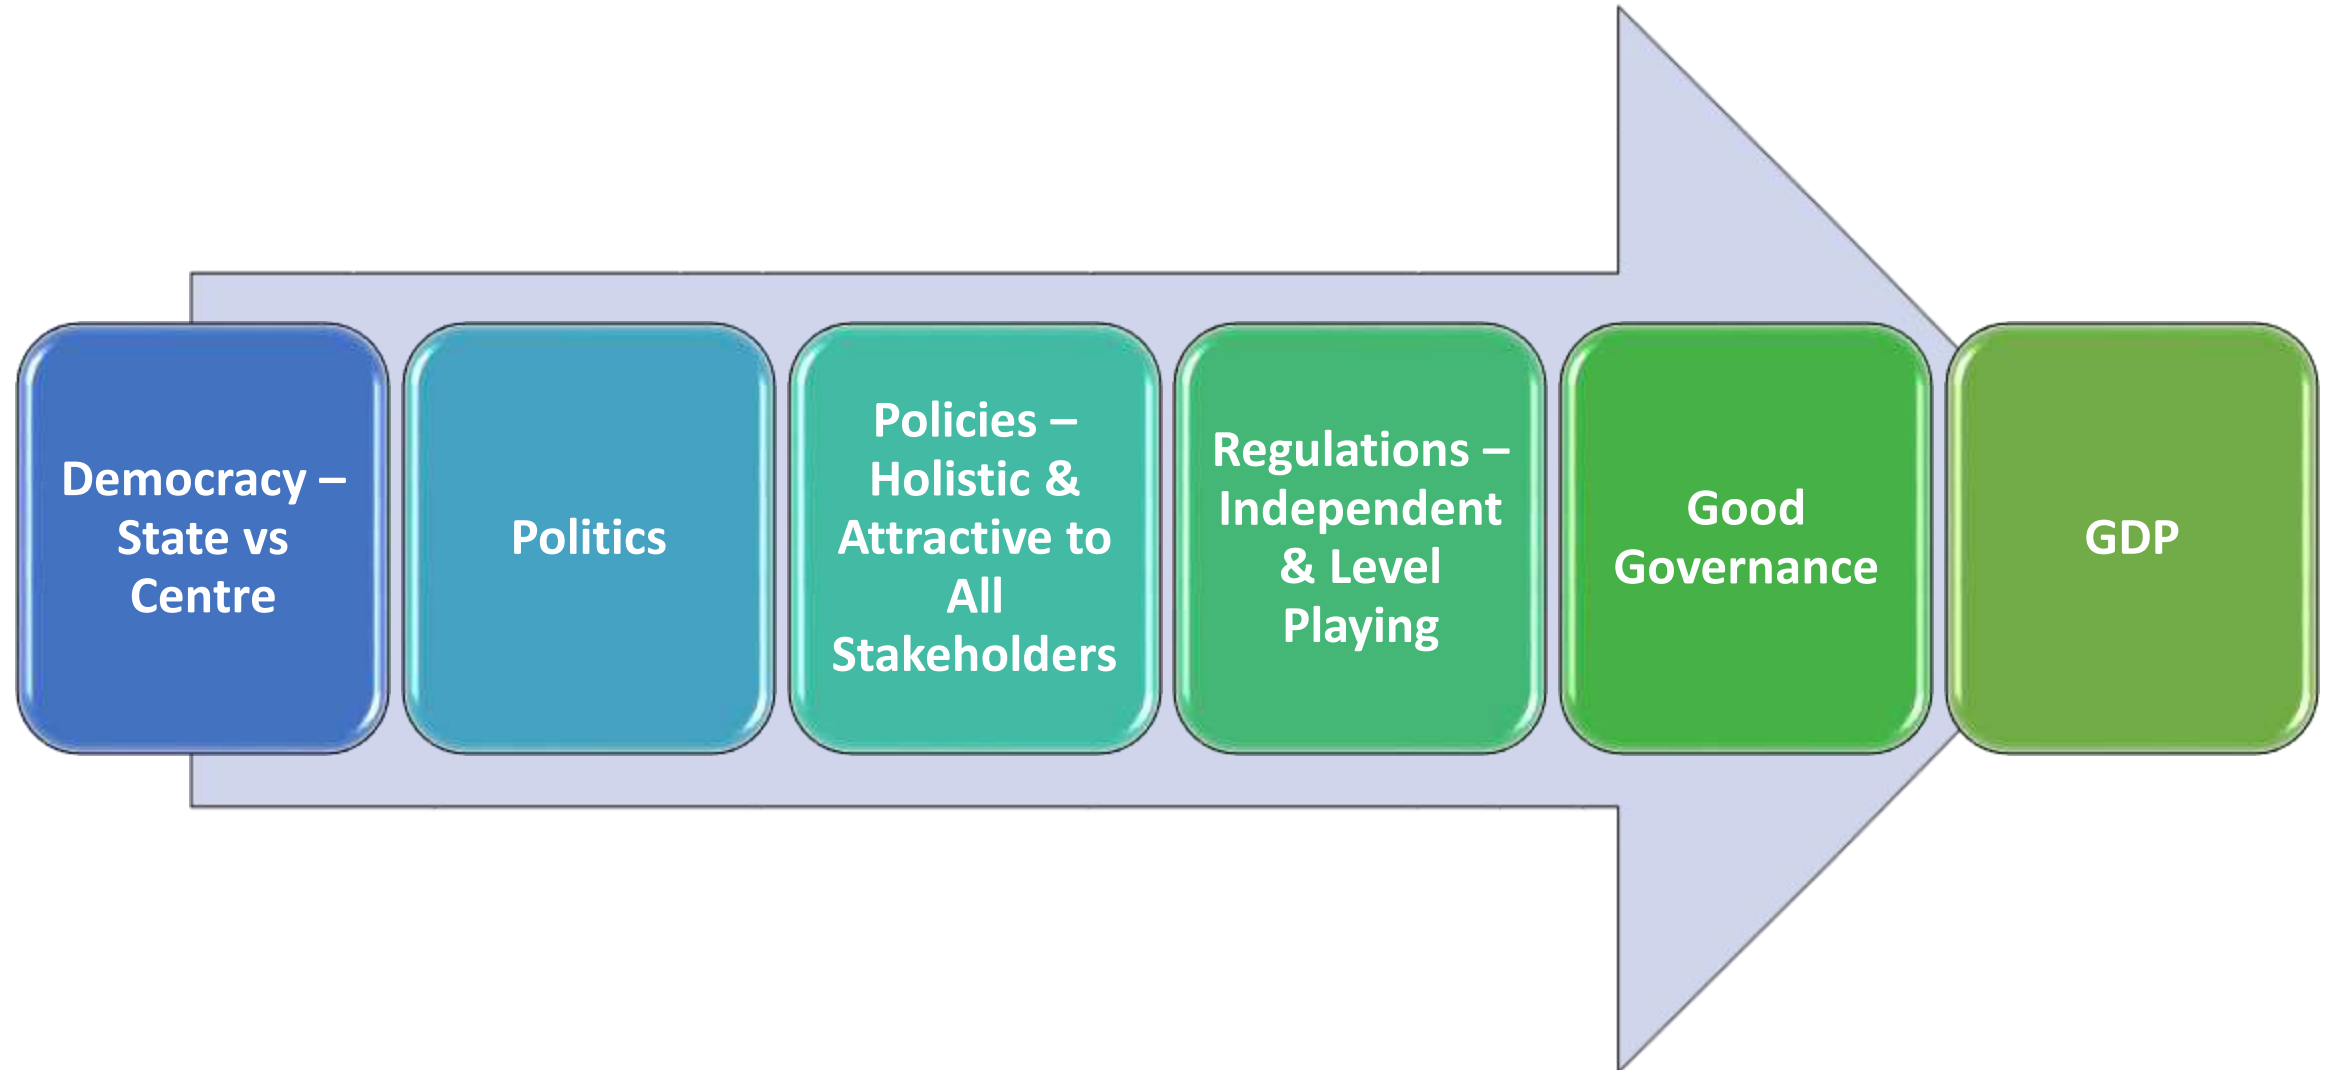 Democracy –
State vs
Centre
Politics
Policies –
Holistic &
Attractive to
All
Stakeholders
Regulations –
Independent
& Level
Playing
Good
Governance
GDP